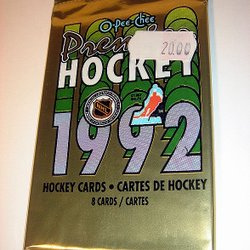 O-Pee-Chee
Premier
20.00
HOCKEY
1992
HOCKEY CARDS • CARTES DE HOCKEY
8 CARDS / CARTES